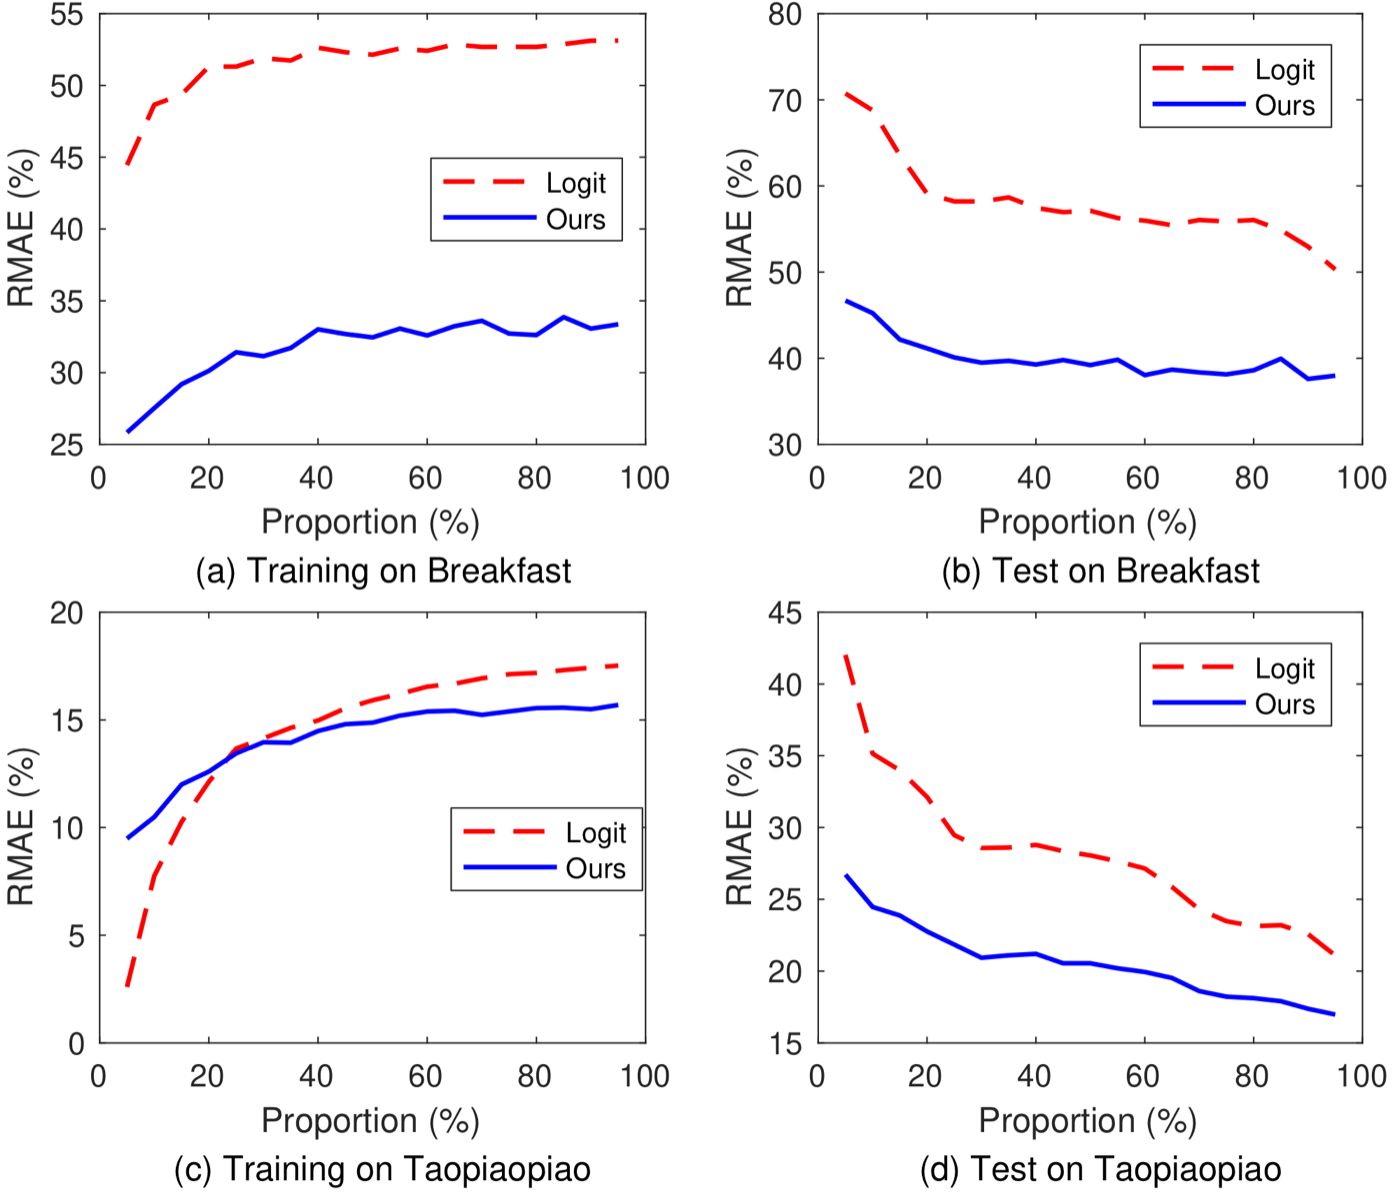 55
50
45
40
35
30
25
RMAE (%)
Logit
Ours
0 20 40 60 80 100
Proportion (%)
(a) Training on Breakfast
80
70
60
50
40
30
RMAE (%)
Logit
Ours
0 20 40 60 80 100
Proportion (%)
(b) Test on Breakfast
20
15
10
5
0
RMAE (%)
Logit
Ours
0 20 40 60 80 100
Proportion (%)
(c) Training on Taopiaopiao
45
40
35
30
25
20
15
RMAE (%)
Logit
Ours
0 20 40 60 80 100
Proportion (%)
(d) Test on Taopiaopiao